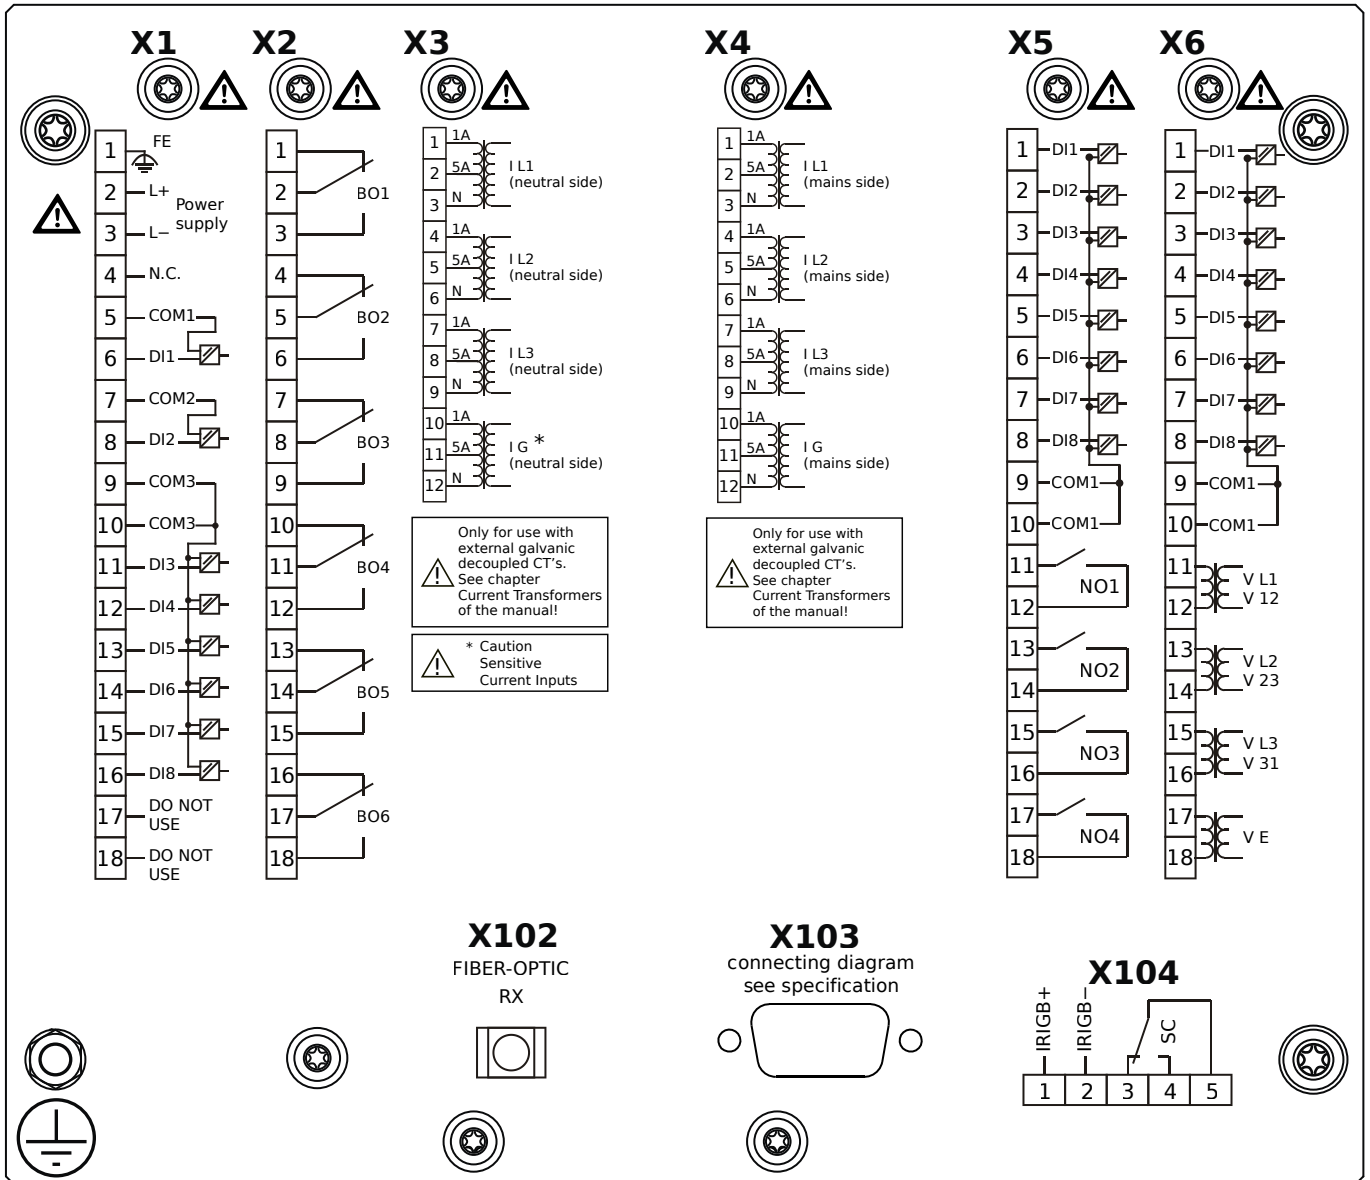 X1
1 FE
2 L+
Power
supply
3 L−
4 N.C.
5 COM1
6 DI1
7 COM2
8 DI2
9 COM3
10 COM3
11 DI3
12 DI4
13 DI5
14 DI6
15 DI7
16 DI8
17 DO NOT
USE
18 DO NOT
USE
X2
1
2 BO1
3
4
5 BO2
6
7
8 BO3
9
10
11 BO4
12
13
14 BO5
15
16
17 BO6
18
X3
1 1A
I L1
2 5A
(neutral side)
3 N
4 1A
I L2
5 5A
(neutral side)
6 N
7 1A
I L3
8 5A
(neutral side)
9 N
10 1A
I G *
11 5A
(neutral side)
12 N
Only for use with
external galvanic
decoupled CT's.
See chapter
Current Transformers
of the manual!
* Caution
Sensitive
Current Inputs
X4
1 1A
I L1
2 5A
(mains side)
3 N
4 1A
I L2
5 5A
(mains side)
6 N
7 1A
I L3
8 5A
(mains side)
9 N
10 1A
I G
11 5A
(mains side)
12 N
Only for use with
external galvanic
decoupled CT's.
See chapter
Current Transformers
of the manual!
X5
1 DI1
2 DI2
3 DI3
4 DI4
5 DI5
6 DI6
7 DI7
8 DI8
9 COM1
10 COM1
11
NO1
12
13
NO2
14
15
NO3
16
17
NO4
18
X6
1 DI1
2 DI2
3 DI3
4 DI4
5 DI5
6 DI6
7 DI7
8 DI8
9 COM1
10 COM1
11
V L1
V 12
12
13
V L2
V 23
14
15
V L3
V 31
16
17
V E
18
X102
FIBER-OPTIC
RX
X103
connecting diagram
see specification
X104
IRIGB+
IRIGB−
SC
1 2 3 4 5